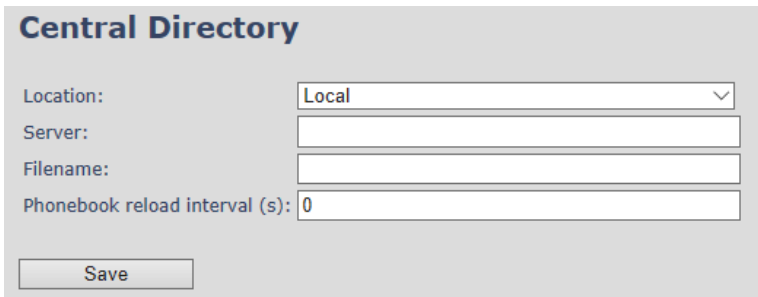 Central Directory
Location: Local
Server:
Filename:
Phonebook reload interval (s): 0
Save